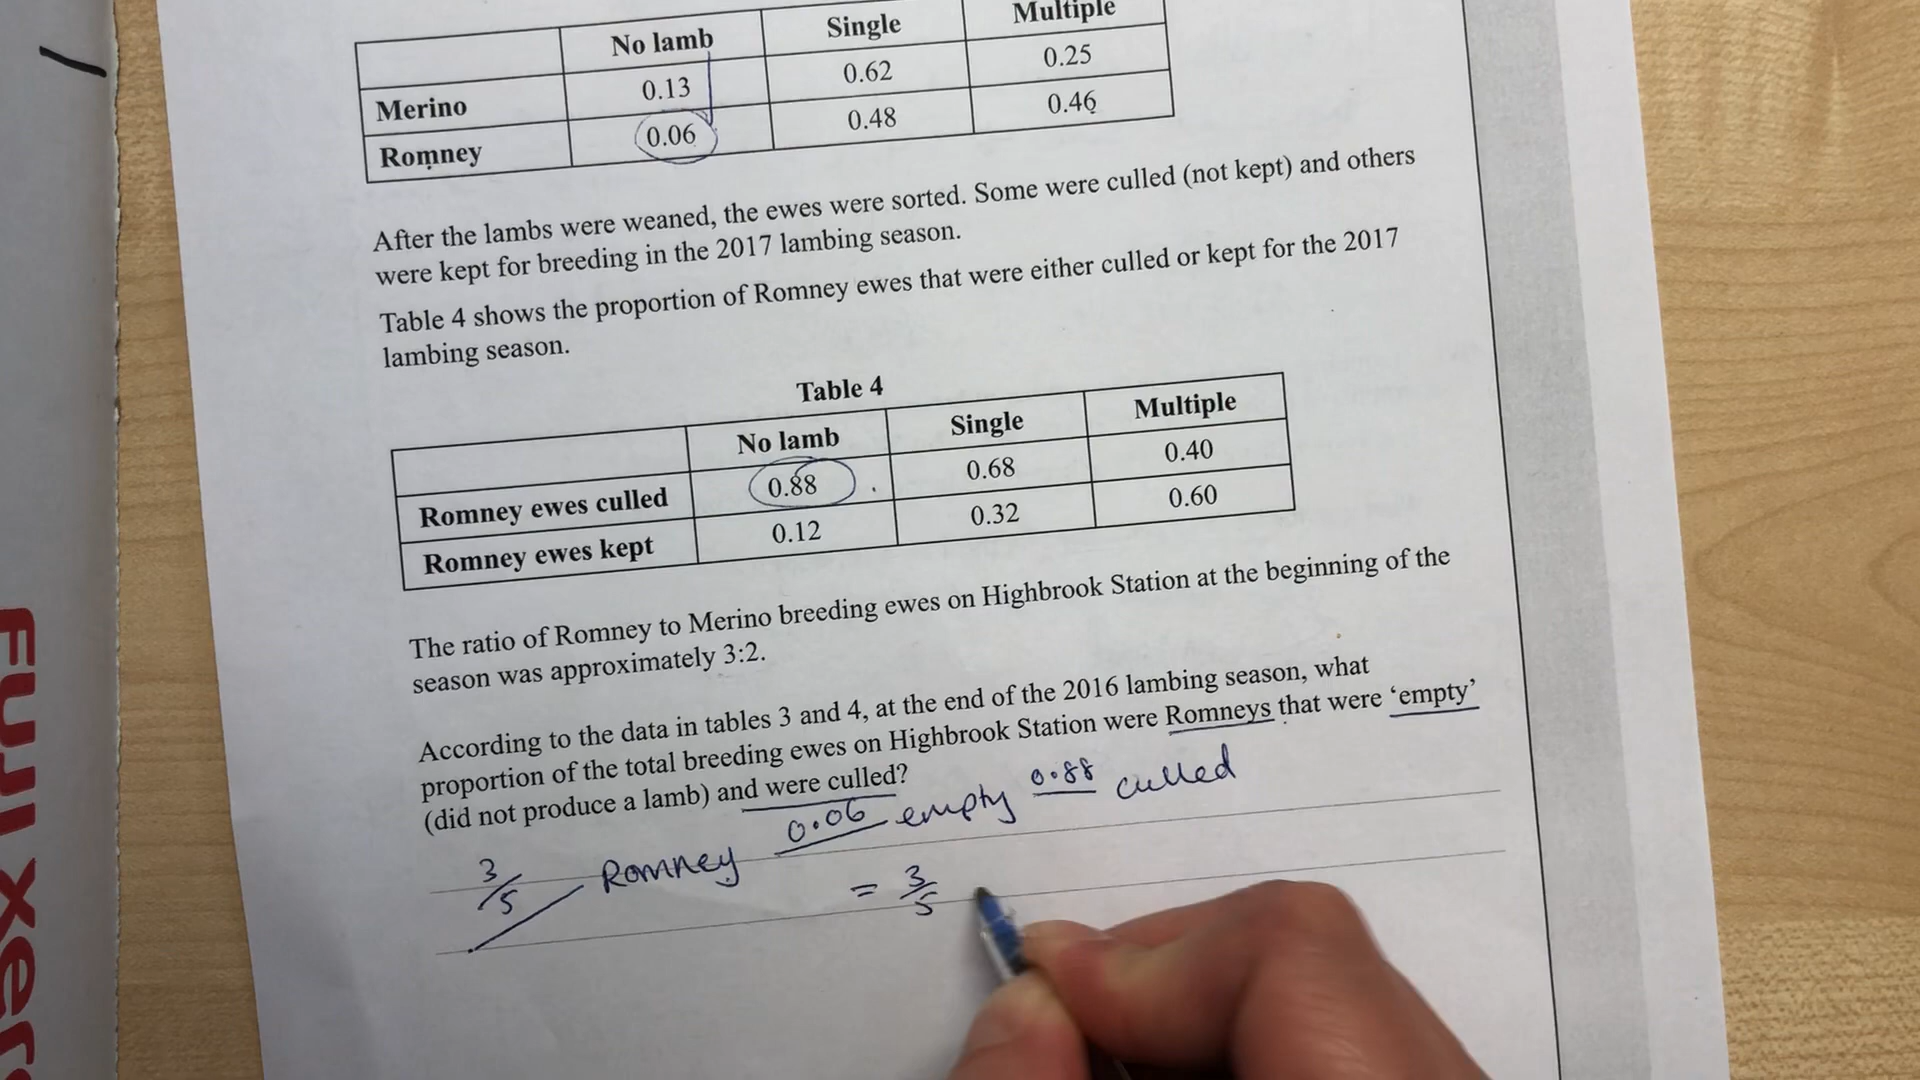 No lamb Single Multiple
Merino 0.13 0.62 0.25
Romney 0.06 0.48 0.46
After the lambs were weaned, the ewes were sorted. Some were culled (not kept) and others
were kept for breeding in the 2017 lambing season.
Table 4 shows the proportion of Romney ewes that were either culled or kept for the 2017
lambing season.
Table 4
No lamb Single Multiple
Romney ewes culled 0.88 0.68 0.40
Romney ewes kept 0.12 0.32 0.60
The ratio of Romney to Merino breeding ewes on Highbrook Station at the beginning of the
season was approximately 3:2.
According to the data in tables 3 and 4, at the end of the 2016 lambing season, what
proportion of the total breeding ewes on Highbrook Station were Romneys that were ‘empty’
(did not produce a lamb) and were culled?
3/5 Romney 0.06 empty 0.88 culled
= 3/5
FUJI Xer